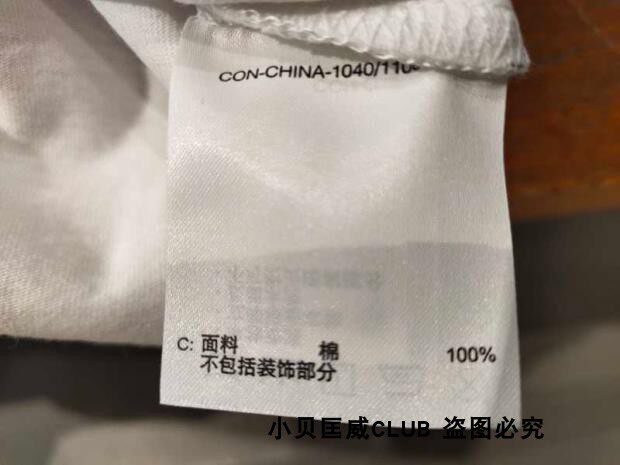 CON-CHINA-1040/110
C: 面料 棉 100%
不包括装饰部分
小贝匡威CLUB 盗图必究